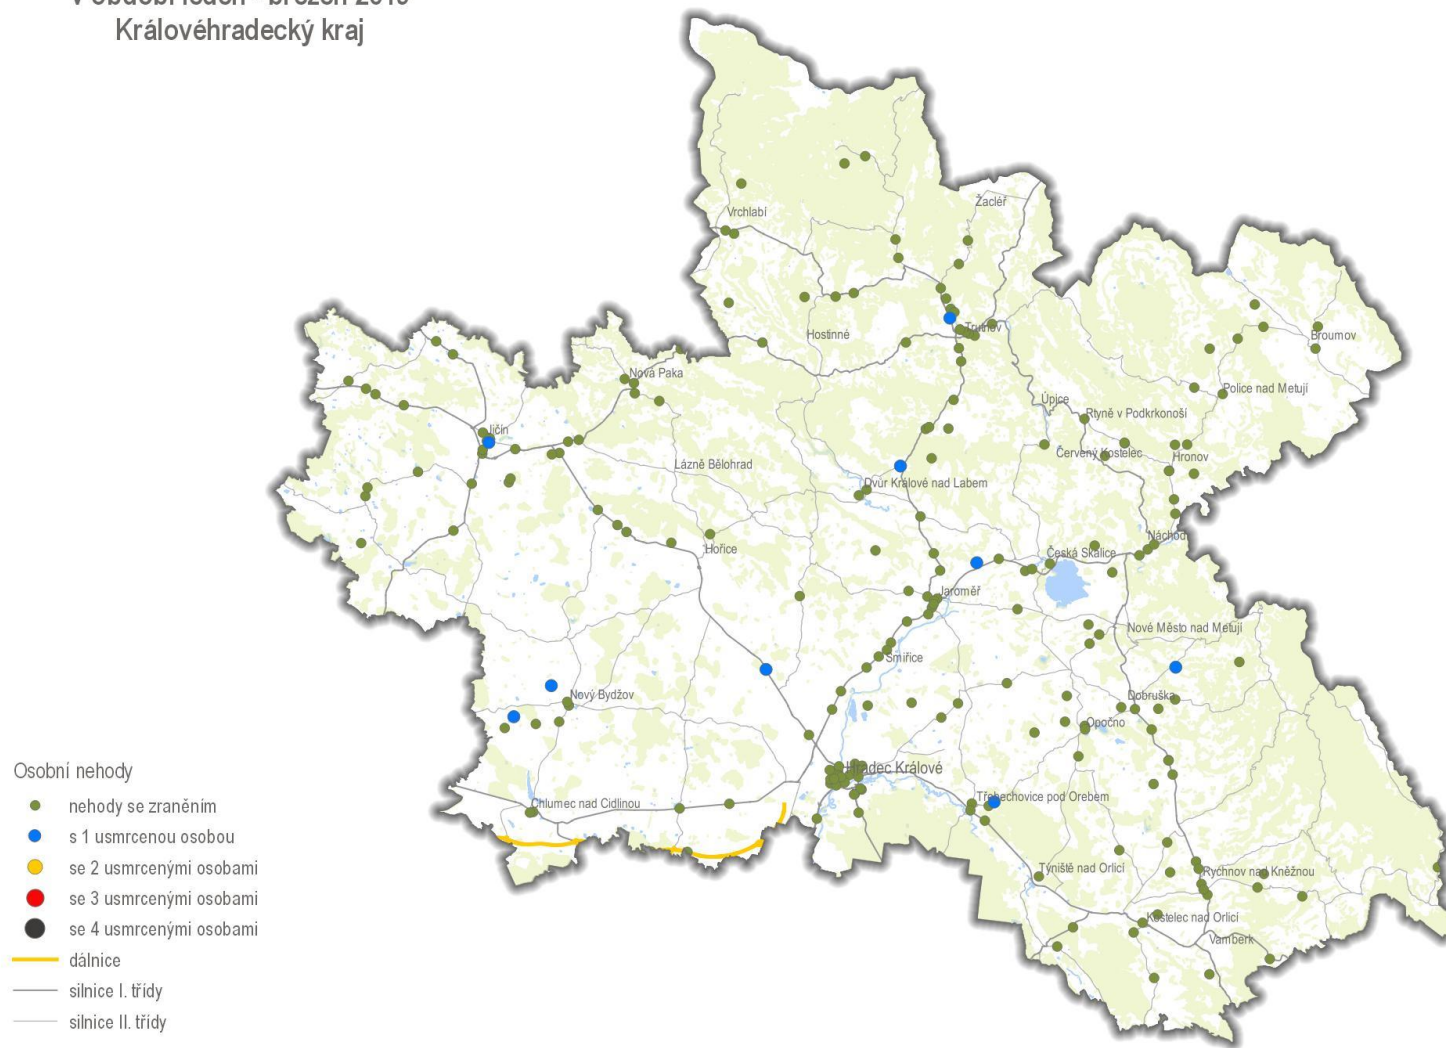 Královéhradecký kraj
Žacléř
Vrchlabí
Hostinné
Trutnov
Broumov
Nová Paka
Police nad Metují
Úpice
Rtyně v Podkrkonoší
Jičín
Lázně Bělohrad
Červený Kostelec
Hronov
Dvůr Králové nad Labem
Hořice
Česká Skalice
Náchod
Jaroměř
Nové Město nad Metují
Smiřice
Nový Bydžov
Dobruška
Opočno
Hradec Králové
Chlumec nad Cidlinou
Třebechovice pod Orebem
Týniště nad Orlicí
Rychnov nad Kněžnou
Kostelec nad Orlicí
Vamberk
Osobní nehody
nehody se zraněním
s 1 usmrcenou osobou
se 2 usmrcenými osobami
se 3 usmrcenými osobami
se 4 usmrcenými osobami
dálnice
silnice I. třídy
silnice II. třídy